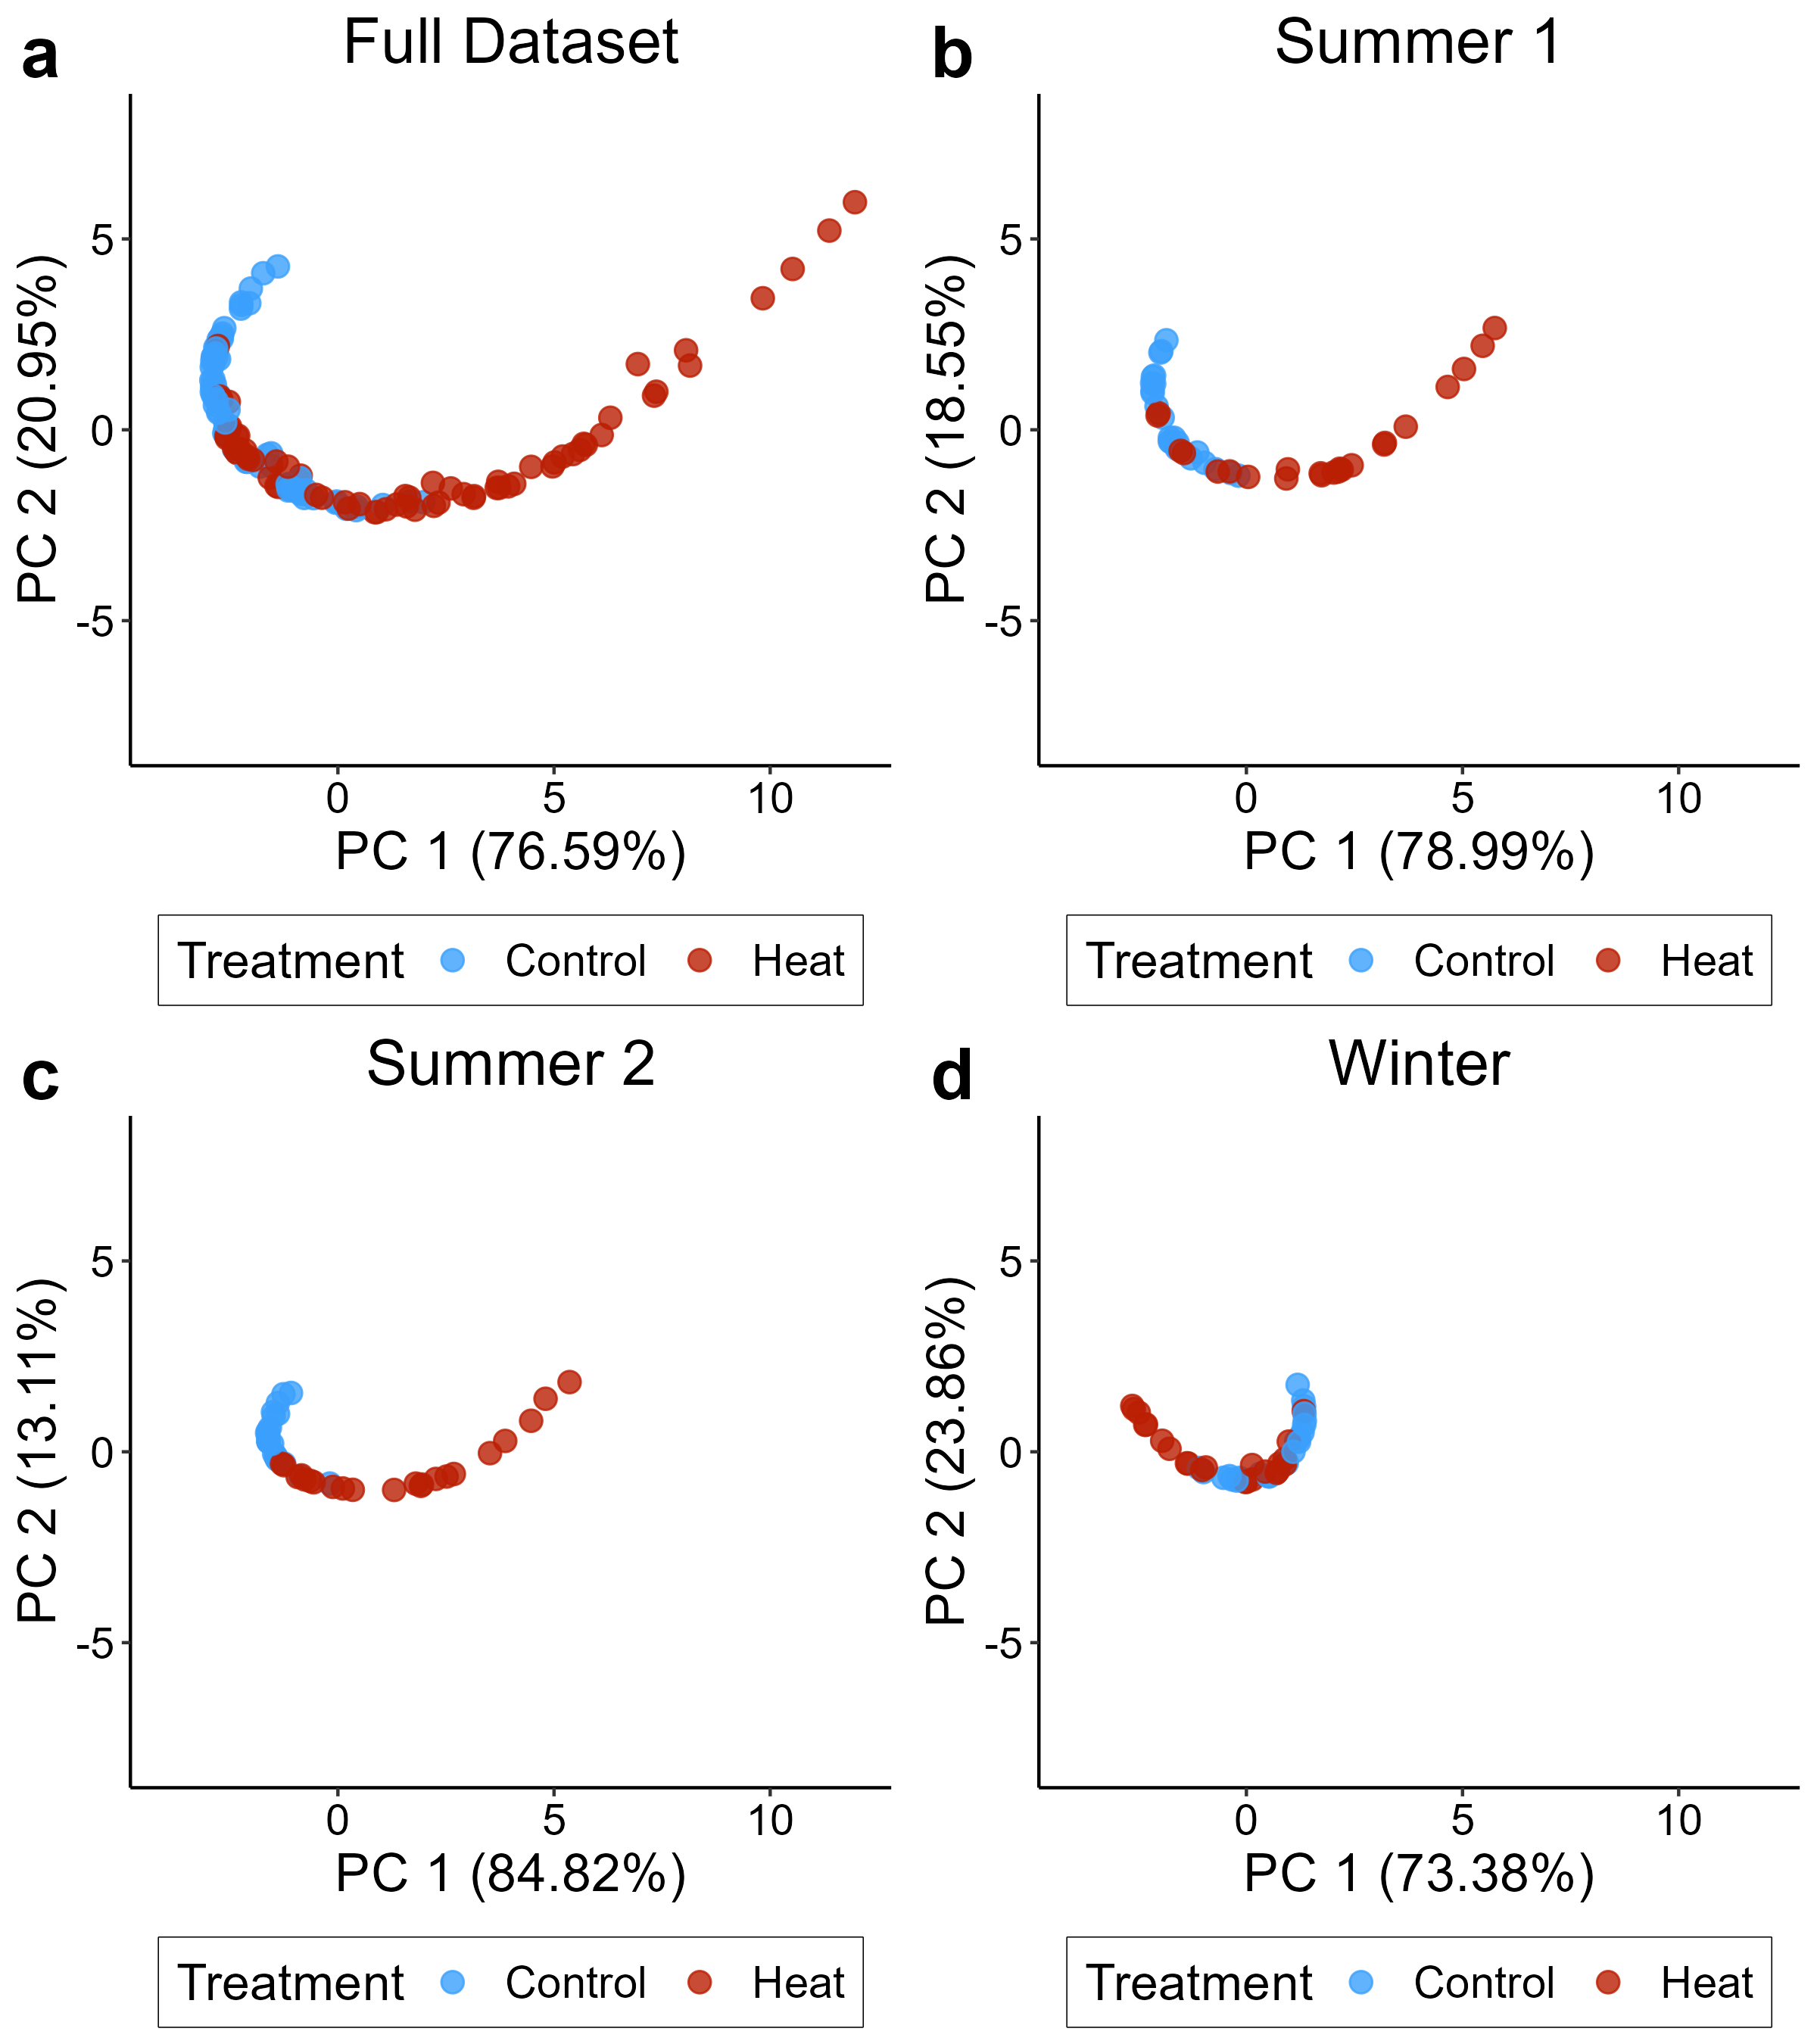 a
Full Dataset
PC 2 (20.95%)
5
0
-5
0 5 10
PC 1 (76.59%)
Treatment Control Heat
b
Summer 1
PC 2 (18.55%)
5
0
-5
0 5 10
PC 1 (78.99%)
Treatment Control Heat
c
Summer 2
PC 2 (13.11%)
5
0
-5
0 5 10
PC 1 (84.82%)
Treatment Control Heat
d
Winter
PC 2 (23.86%)
5
0
-5
0 5 10
PC 1 (73.38%)
Treatment Control Heat